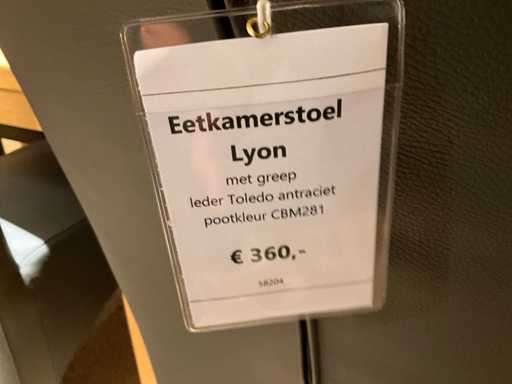 Eetkamerstoel
Lyon
met greep
leder Toledo antraciet
pootkleur CBM281
€ 360,-
58204